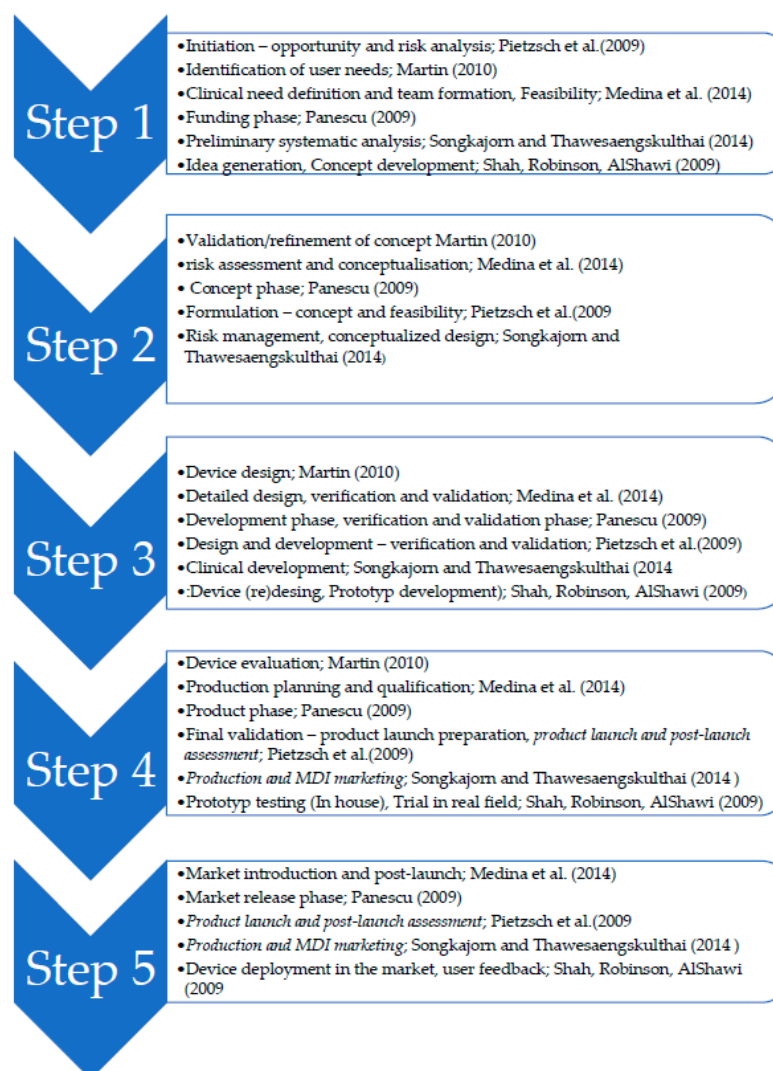 Step 1
•Initiation – opportunity and risk analysis; Pietzsch et al.(2009)
•Identification of user needs; Martin (2010)
•Clinical need definition and team formation, Feasibility; Medina et al. (2014)
•Funding phase; Panescu (2009)
•Preliminary systematic analysis; Songkajorn and Thawesaengskulthai (2014)
•Idea generation, Concept development; Shah, Robinson, AlShawi (2009)
Step 2
•Validation/refinement of concept Martin (2010)
•risk assessment and conceptualisation; Medina et al. (2014)
• Concept phase; Panescu (2009)
•Formulation – concept and feasibility; Pietzsch et al.(2009
•Risk management, conceptualized design; Songkajorn and
Thawesaengskulthai (2014)
Step 3
•Device design; Martin (2010)
•Detailed design, verification and validation; Medina et al. (2014)
•Development phase, verification and validation phase; Panescu (2009)
•Design and development – verification and validation; Pietzsch et al.(2009)
•Clinical development; Songkajorn and Thawesaengskulthai (2014
•:Device (re)desing, Prototyp development); Shah, Robinson, AlShawi (2009)
Step 4
•Device evaluation; Martin (2010)
•Production planning and qualification; Medina et al. (2014)
•Product phase; Panescu (2009)
•Final validation – product launch preparation, product launch and post-launch
assessment; Pietzsch et al.(2009)
•Production and MDI marketing; Songkajorn and Thawesaengskulthai (2014 )
•Prototyp testing (In house), Trial in real field; Shah, Robinson, AlShawi (2009)
Step 5
•Market introduction and post-launch; Medina et al. (2014)
•Market release phase; Panescu (2009)
•Product launch and post-launch assessment; Pietzsch et al.(2009
•Production and MDI marketing; Songkajorn and Thawesaengskulthai (2014 )
•Device deployment in the market, user feedback; Shah, Robinson, AlShawi
(2009